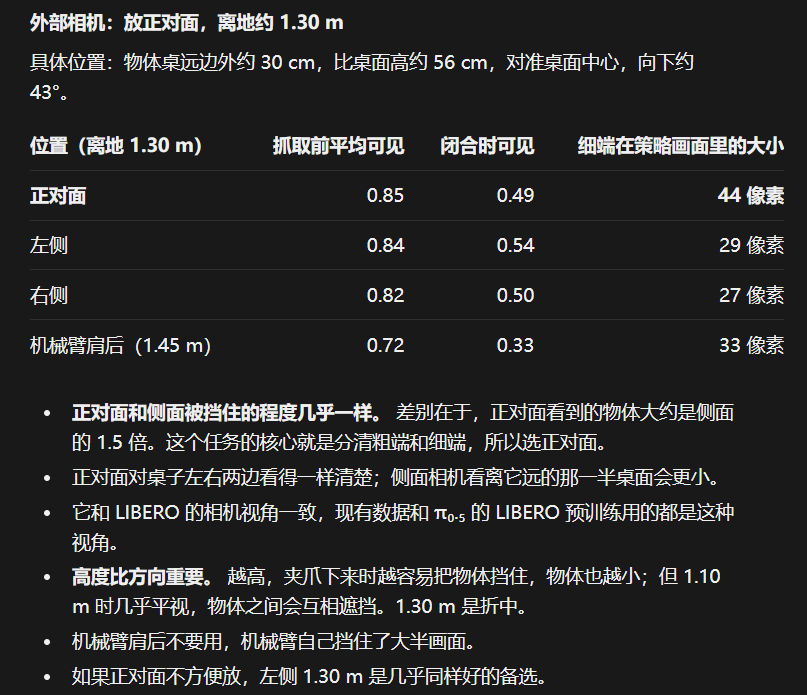 外部相机：放正对面，离地约 1.30 m
具体位置：物体桌远边外约 30 cm，比桌面高约 56 cm，对准桌面中心，向下约
43°。
位置（离地 1.30 m） 抓取前平均可见 闭合时可见 细端在策略画面里的大小
正对面 0.85 0.49 44 像素
左侧 0.84 0.54 29 像素
右侧 0.82 0.50 27 像素
机械臂肩后（1.45 m） 0.72 0.33 33 像素
• 正对面和侧面被挡住的程度几乎一样。 差别在于，正对面看到的物体大约是侧面
的 1.5 倍。这个任务的核心就是分清粗端和细端，所以选正对面。
• 正对面对桌子左右两边看得一样清楚；侧面相机看离它远的那一半桌面会更小。
• 它和 LIBERO 的相机视角一致，现有数据和 π₀.₅ 的 LIBERO 预训练用的都是这种
视角。
• 高度比方向重要。 越高，夹爪下来时越容易把物体挡住，物体也越小；但 1.10
m 时几乎平视，物体之间会互相遮挡。1.30 m 是折中。
• 机械臂肩后不要用，机械臂自己挡住了大半画面。
• 如果正对面不方便放，左侧 1.30 m 是几乎同样好的备选。